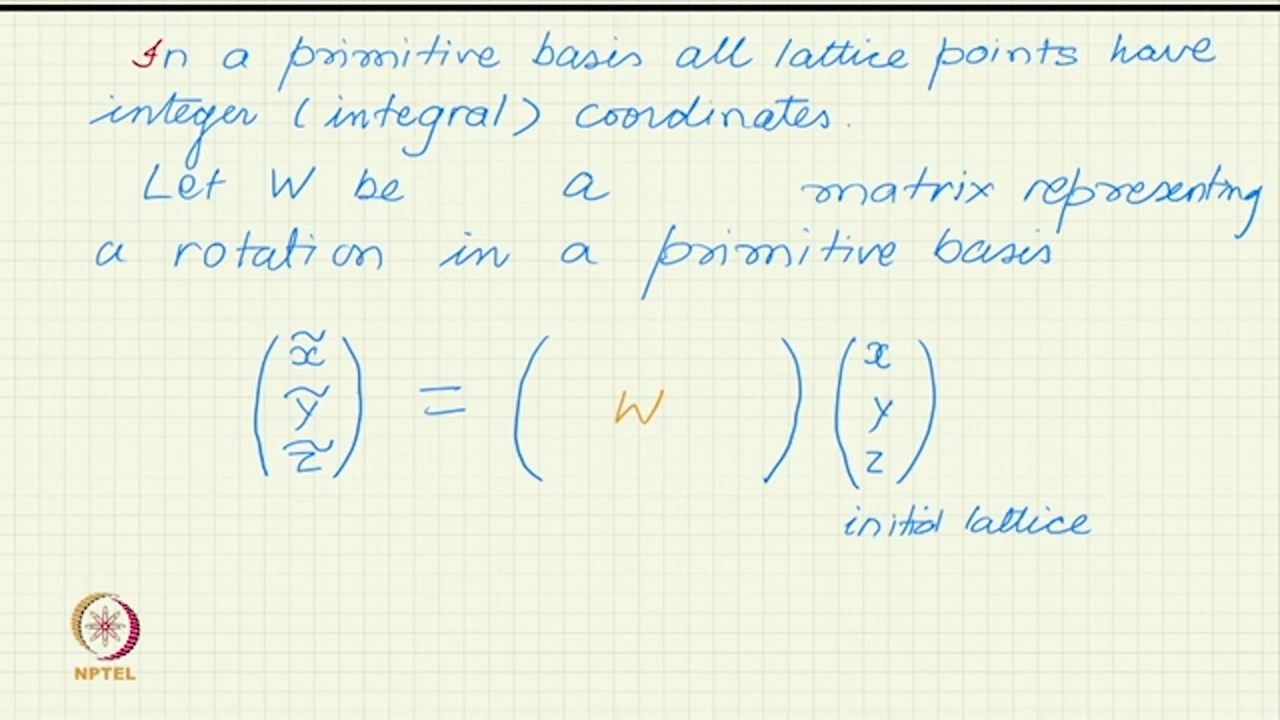 In a primitive basis all lattice points have
integer (integral) coordinates.
Let W be a matrix representing
a rotation in a primitive basis
(x̃ ỹ z̃) = ( W ) (x y z)
initial lattice
NPTEL